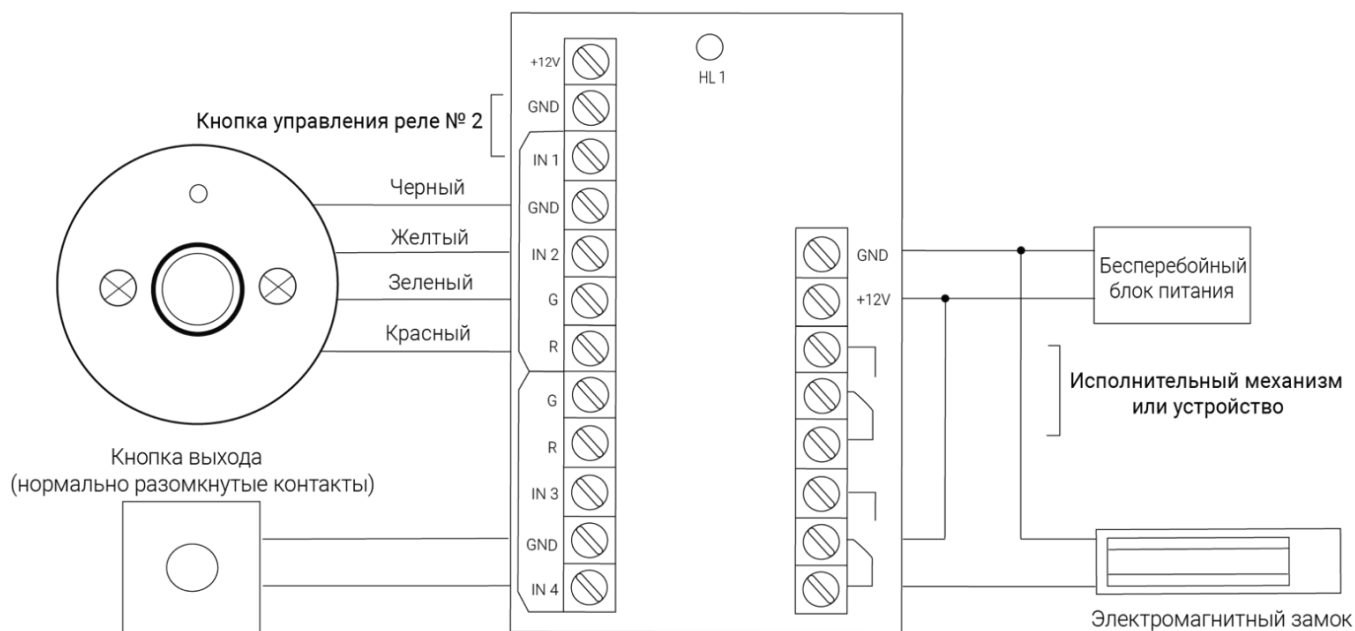 HL 1
+12V
GND
IN 1
GND
IN 2
G
R
G
R
IN 3
GND
IN 4
Кнопка управления реле № 2
Черный
Желтый
Зеленый
Красный
Кнопка выхода
(нормально разомкнутые контакты)
GND
+12V
Бесперебойный
блок питания
Исполнительный механизм
или устройство
Электромагнитный замок